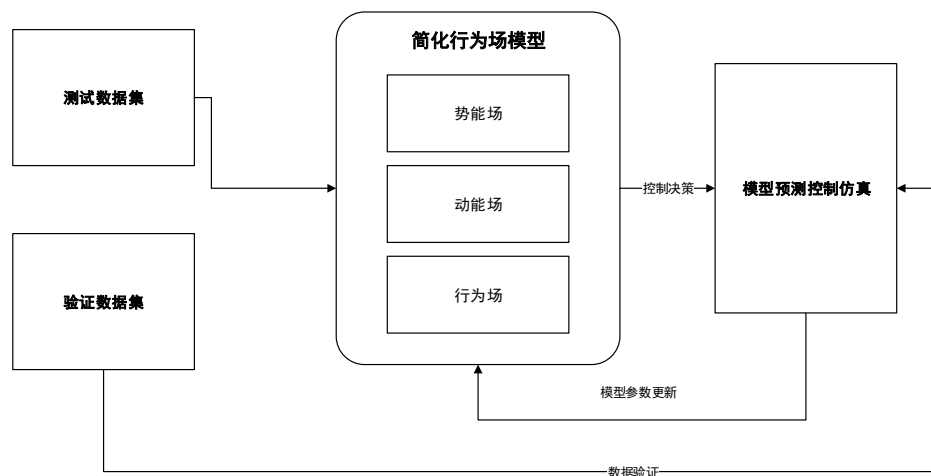 简化行为场模型
测试数据集
势能场
动能场
控制决策
模型预测控制仿真
行为场
验证数据集
模型参数更新
数据验证